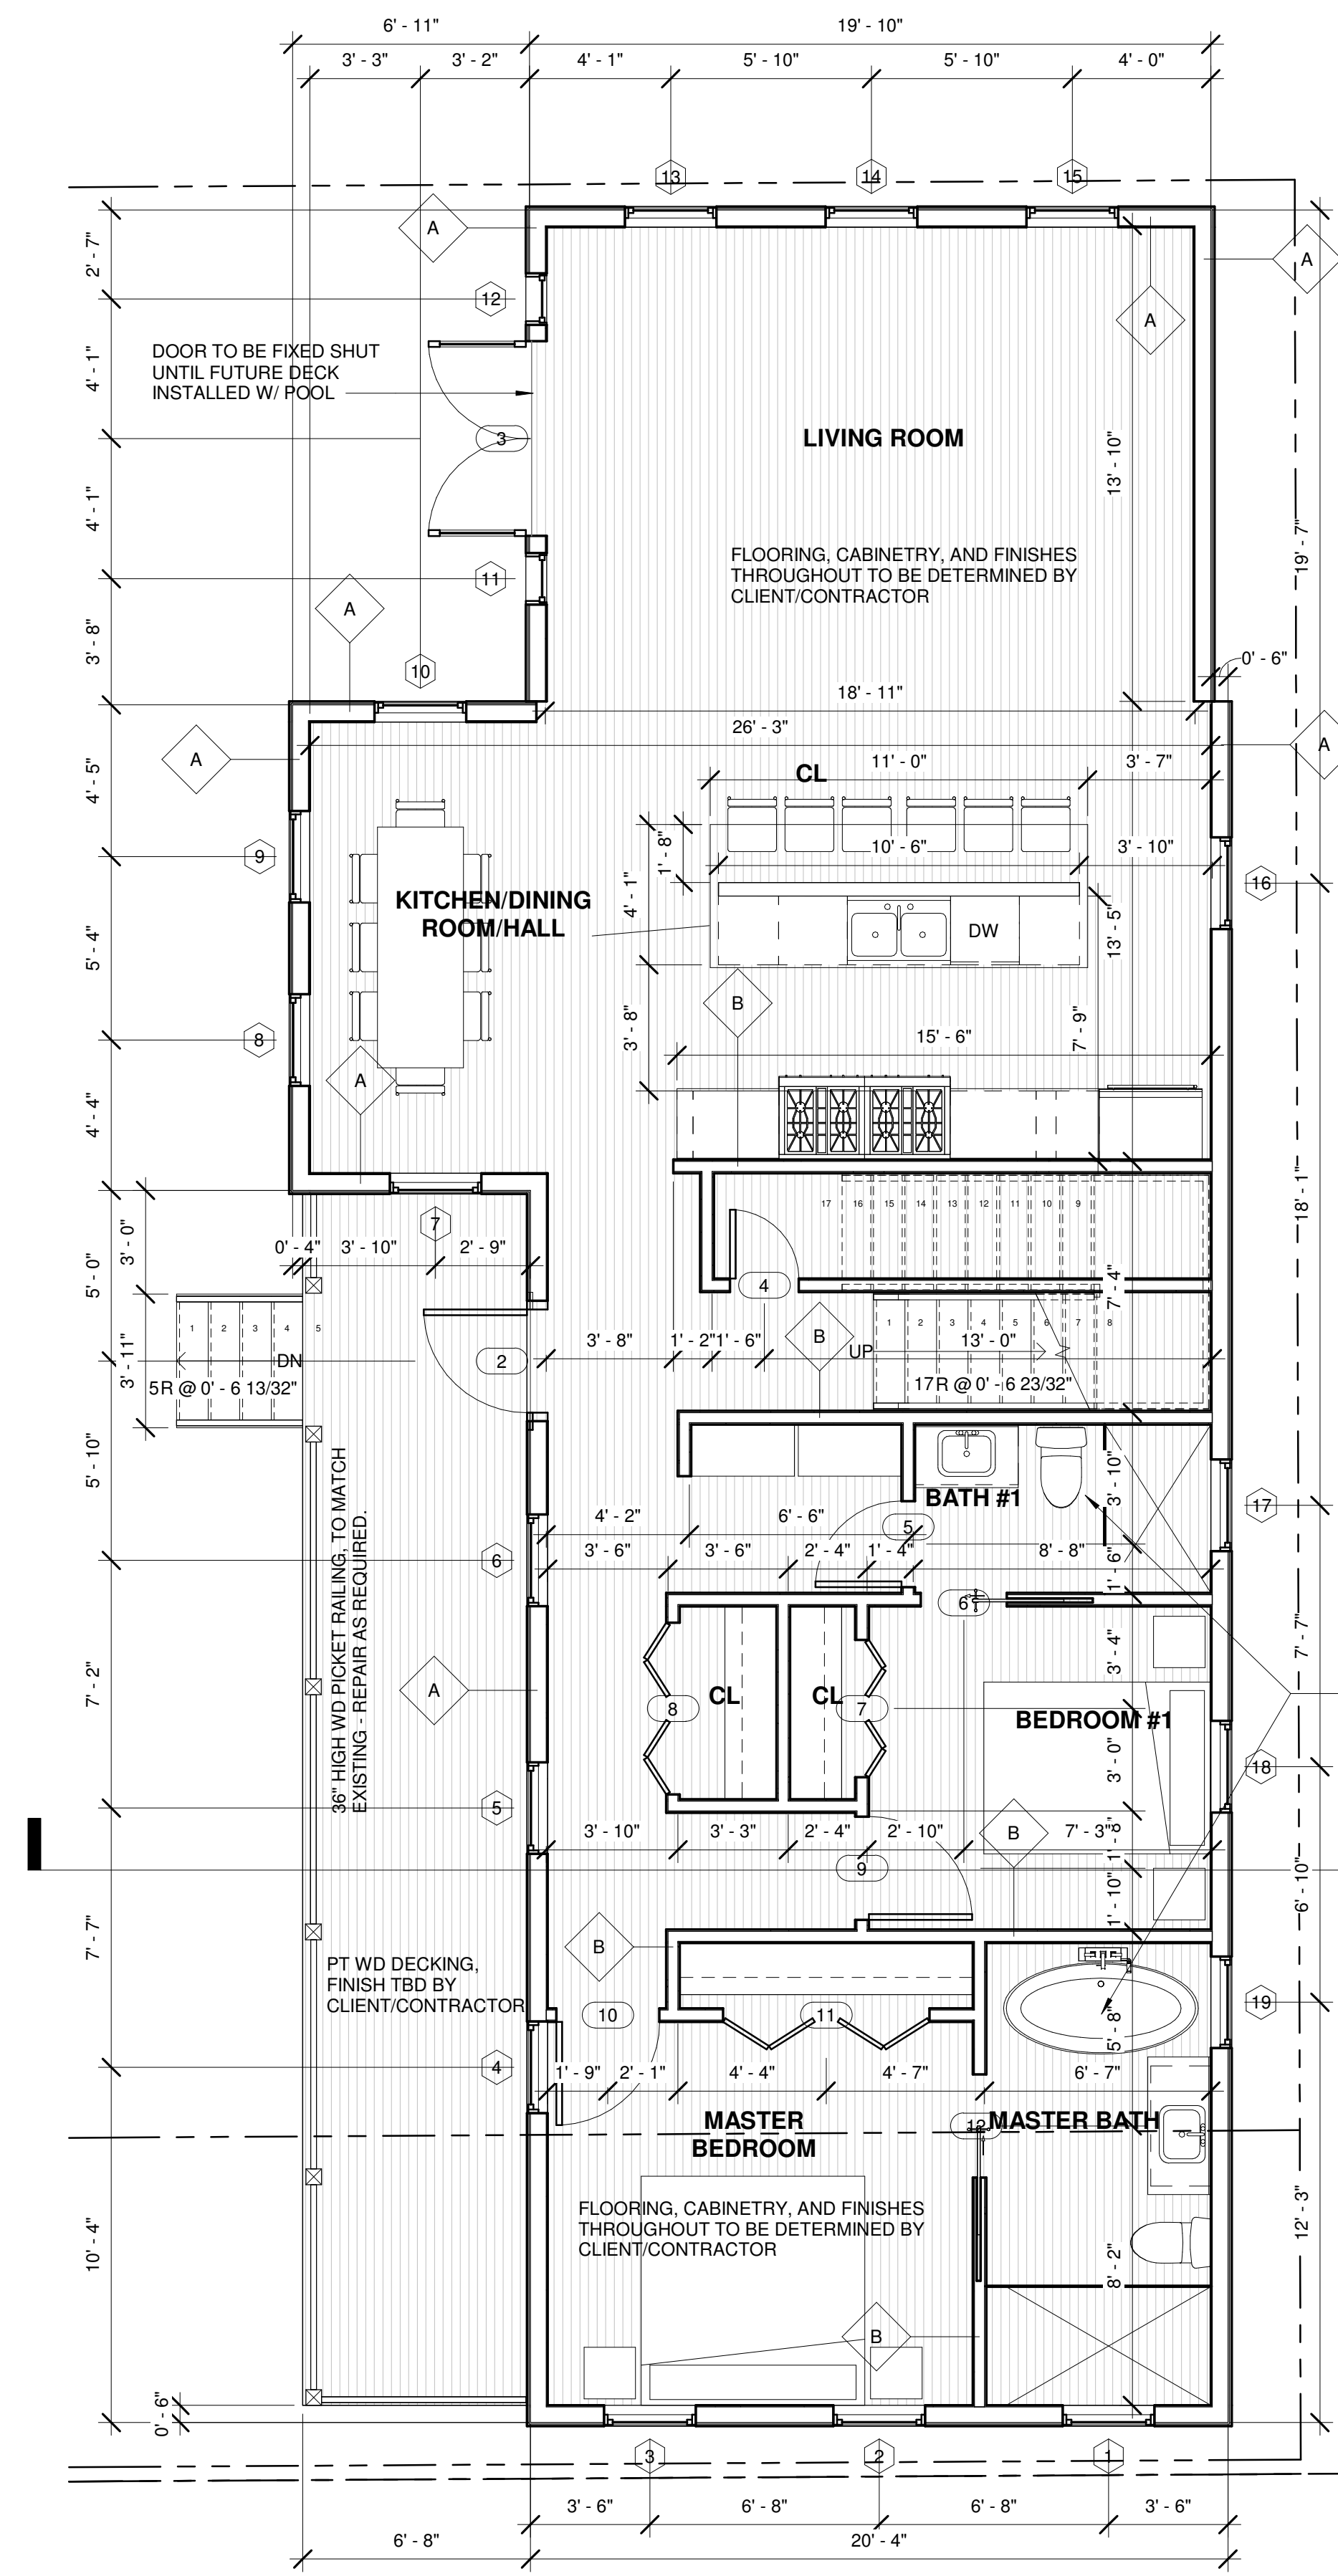 6' - 11"
19' - 10"
3' - 3"
3' - 2"
4' - 1"
5' - 10"
5' - 10"
4' - 0"
13
14
15
A
A
2' - 7"
12
A
DOOR TO BE FIXED SHUT
UNTIL FUTURE DECK
INSTALLED W/ POOL
4' - 1"
3
LIVING ROOM
13' - 10"
4' - 1"
19' - 7"
FLOORING, CABINETRY, AND FINISHES
THROUGHOUT TO BE DETERMINED BY
CLIENT/CONTRACTOR
11
A
3' - 8"
10
0' - 6"
18' - 11"
26' - 3"
A
A
4' - 5"
CL
11' - 0"
3' - 7"
1' - 8"
10' - 6"
3' - 10"
9
16
4' - 1"
KITCHEN/DINING
ROOM/HALL
DW
13' - 5"
5' - 4"
B
3' - 8"
7' - 9"
15' - 6"
8
A
4' - 4"
18' - 1"
17
16
15
14
13
12
11
10
9
7
0' - 4"
3' - 10"
2' - 9"
3' - 0"
5' - 0"
4
7' - 4"
1
2
3
4
5
DN
5R @ 0' - 6 13/32"
3' - 11"
2
3' - 8"
1' - 2"
1' - 6"
B
UP
1
2
3
4
5
6
7
8
13' - 0"
17R @ 0' - 6 23/32"
5' - 10"
36" HIGH WD PICKET RAILING, TO MATCH
EXISTING - REPAIR AS REQUIRED.
BATH #1
3' - 10"
17
4' - 2"
6' - 6"
5
3' - 6"
3' - 6"
2' - 4"
1' - 4"
8' - 8"
1' - 6"
6
6
7' - 7"
3' - 4"
7' - 2"
A
8
CL
CL
7
BEDROOM #1
3' - 0"
18
5
3' - 10"
3' - 3"
2' - 4"
2' - 10"
B
7' - 3"
9
1' - 10"
6' - 10"
7' - 7"
B
PT WD DECKING,
FINISH TBD BY
CLIENT/CONTRACTOR
10
11
19
5' - 8"
4
1' - 9"
2' - 1"
4' - 4"
4' - 7"
6' - 7"
MASTER
BEDROOM
12
MASTER BATH
FLOORING, CABINETRY, AND FINISHES
THROUGHOUT TO BE DETERMINED BY
CLIENT/CONTRACTOR
10' - 4"
8' - 2"
12' - 3"
B
0' - 6"
3
2
1
3' - 6"
6' - 8"
6' - 8"
3' - 6"
6' - 8"
20' - 4"